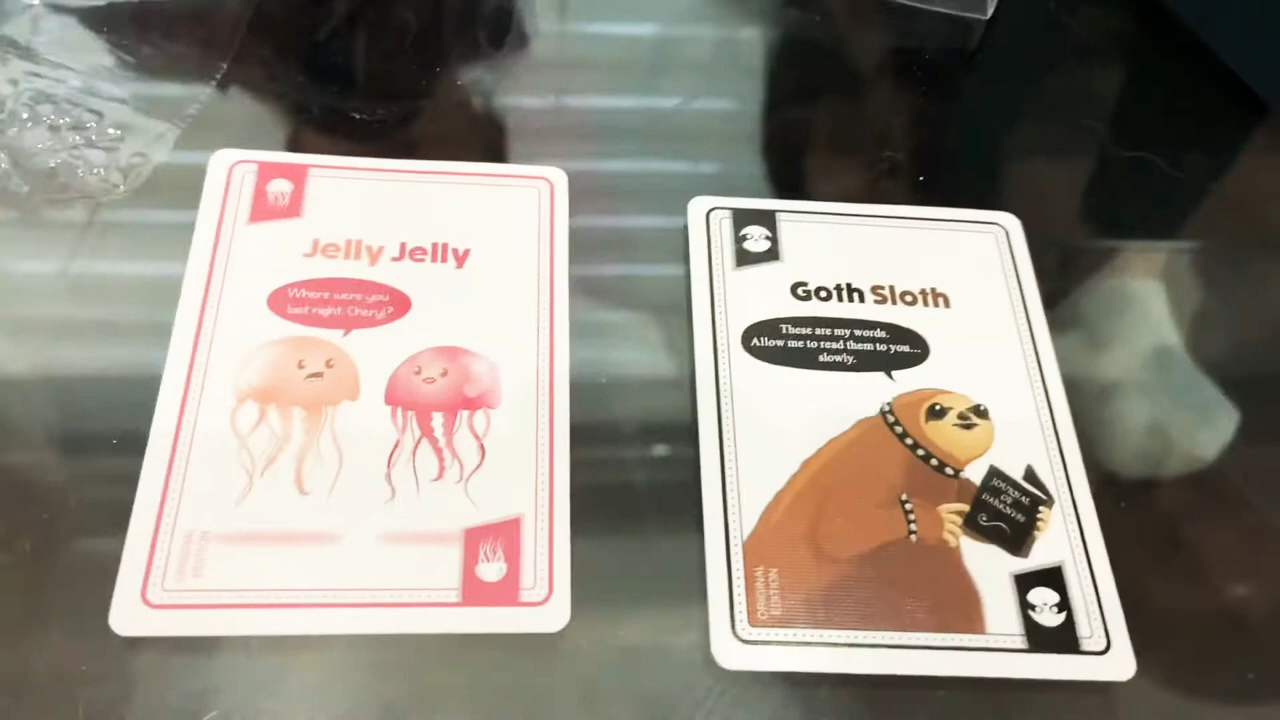 Jelly Jelly
Where were you
last night, Cheryl?
ORIGINAL
EDITION
Goth Sloth
These are my words.
Allow me to read them to you...
slowly.
JOURNAL
OF
DARKNESS
ORIGINAL
EDITION